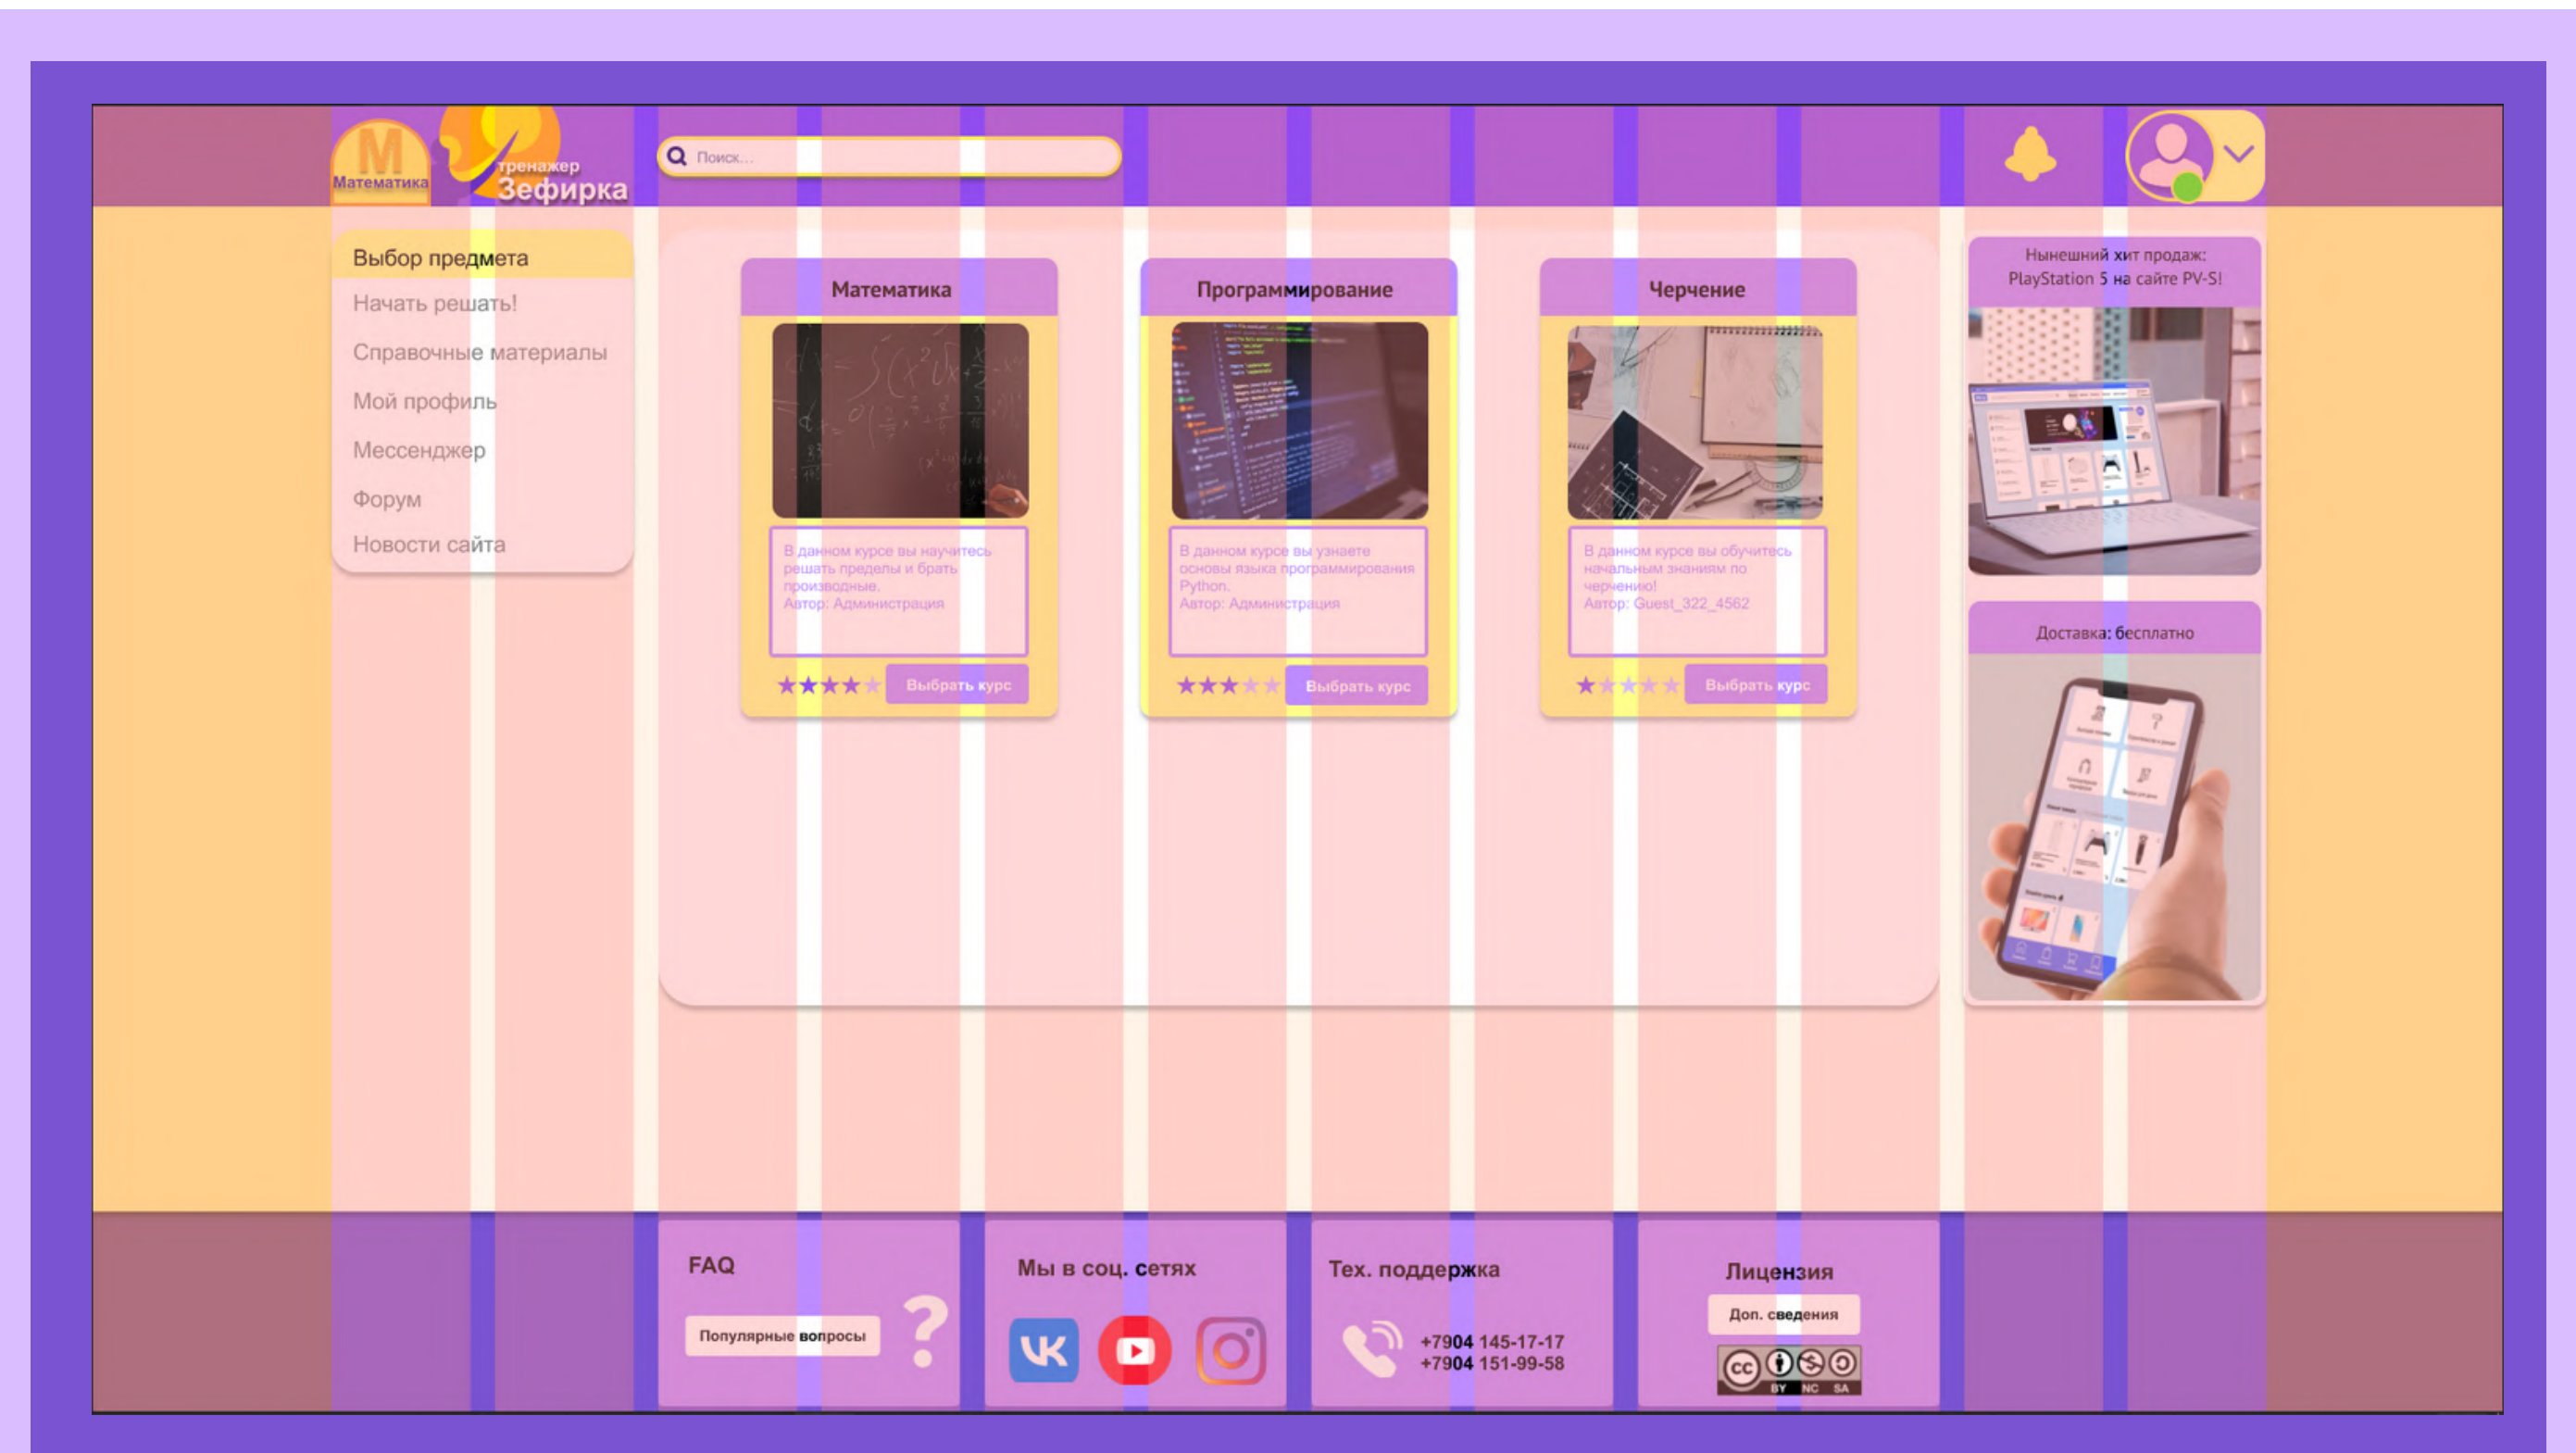 М
Математика
тренажер
Зефирка
Поиск...
Выбор предмета
Начать решать!
Справочные материалы
Мой профиль
Мессенджер
Форум
Новости сайта
Математика
В данном курсе вы научитесь
решать пределы и брать
производные.
Автор: Администрация
Выбрать курс
Программирование
В данном курсе вы узнаете
основы языка программирования
Python.
Автор: Администрация
Выбрать курс
Черчение
В данном курсе вы обучитесь
начальным знаниям по
черчению!
Автор: Guest_322_4562
Выбрать курс
Нынешний хит продаж:
PlayStation 5 на сайте PV-S!
Доставка: бесплатно
FAQ
Популярные вопросы
?
Мы в соц. сетях
Тех. поддержка
+7904 145-17-17
+7904 151-99-58
Лицензия
Доп. сведения
cc
BY NC SA